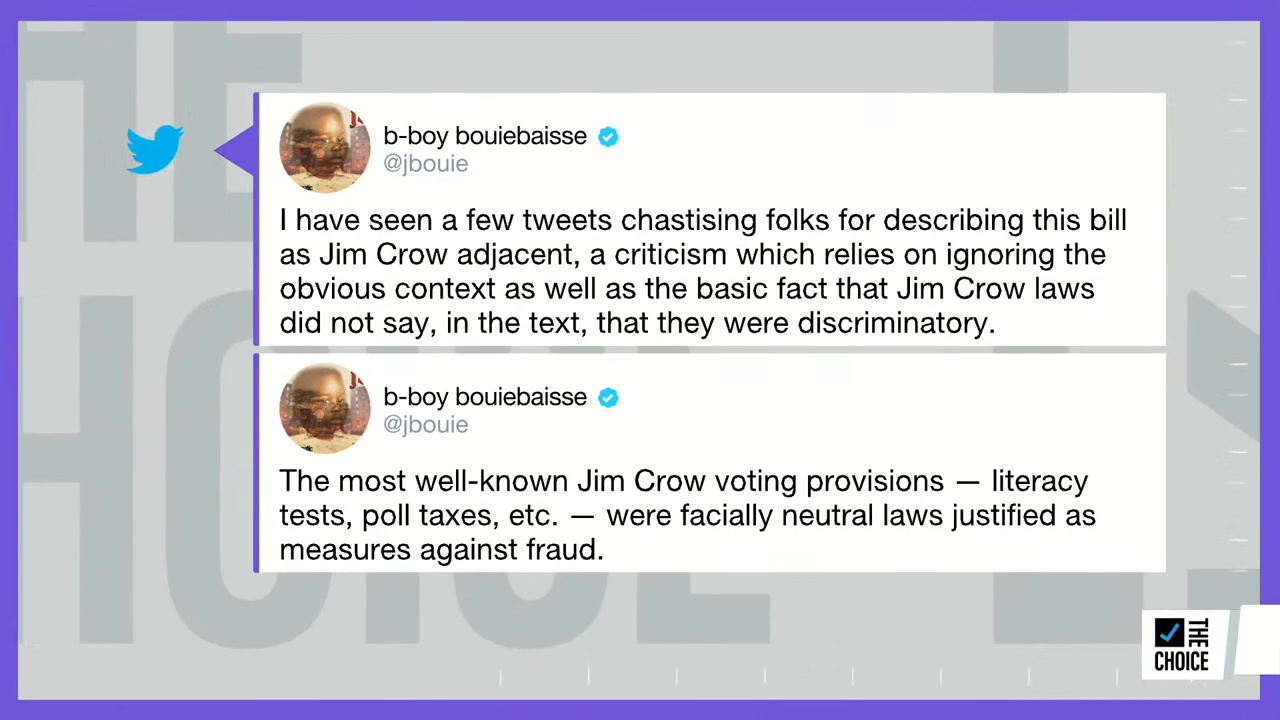 b-boy bouiebaisse
@jbouie
I have seen a few tweets chastising folks for describing this bill
as Jim Crow adjacent, a criticism which relies on ignoring the
obvious context as well as the basic fact that Jim Crow laws
did not say, in the text, that they were discriminatory.
b-boy bouiebaisse
@jbouie
The most well-known Jim Crow voting provisions — literacy
tests, poll taxes, etc. — were facially neutral laws justified as
measures against fraud.
THE
CHOICE